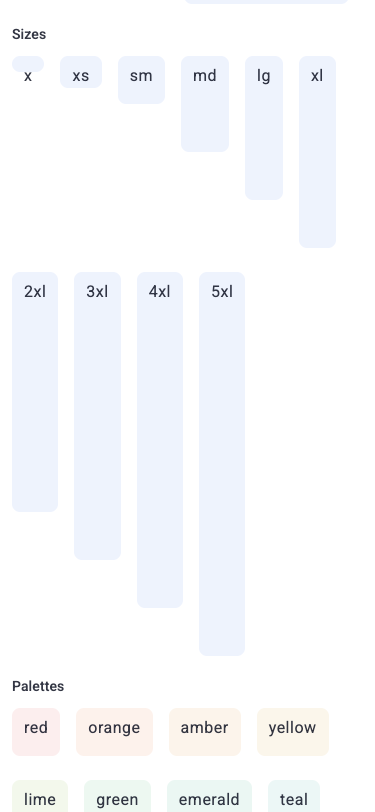 Sizes
x xs sm md lg xl
2xl 3xl 4xl 5xl
Palettes
red orange amber yellow
lime green emerald teal